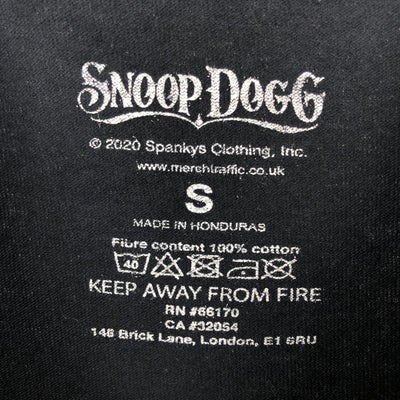 SNOOP DOGG
© 2020 Spankys Clothing, Inc.
www.merchtraffic.co.uk
S
MADE IN HONDURAS
Fibre content 100% cotton
40
KEEP AWAY FROM FIRE
RN #66170
CA #32054
146 Brick Lane, London, E1 6RU